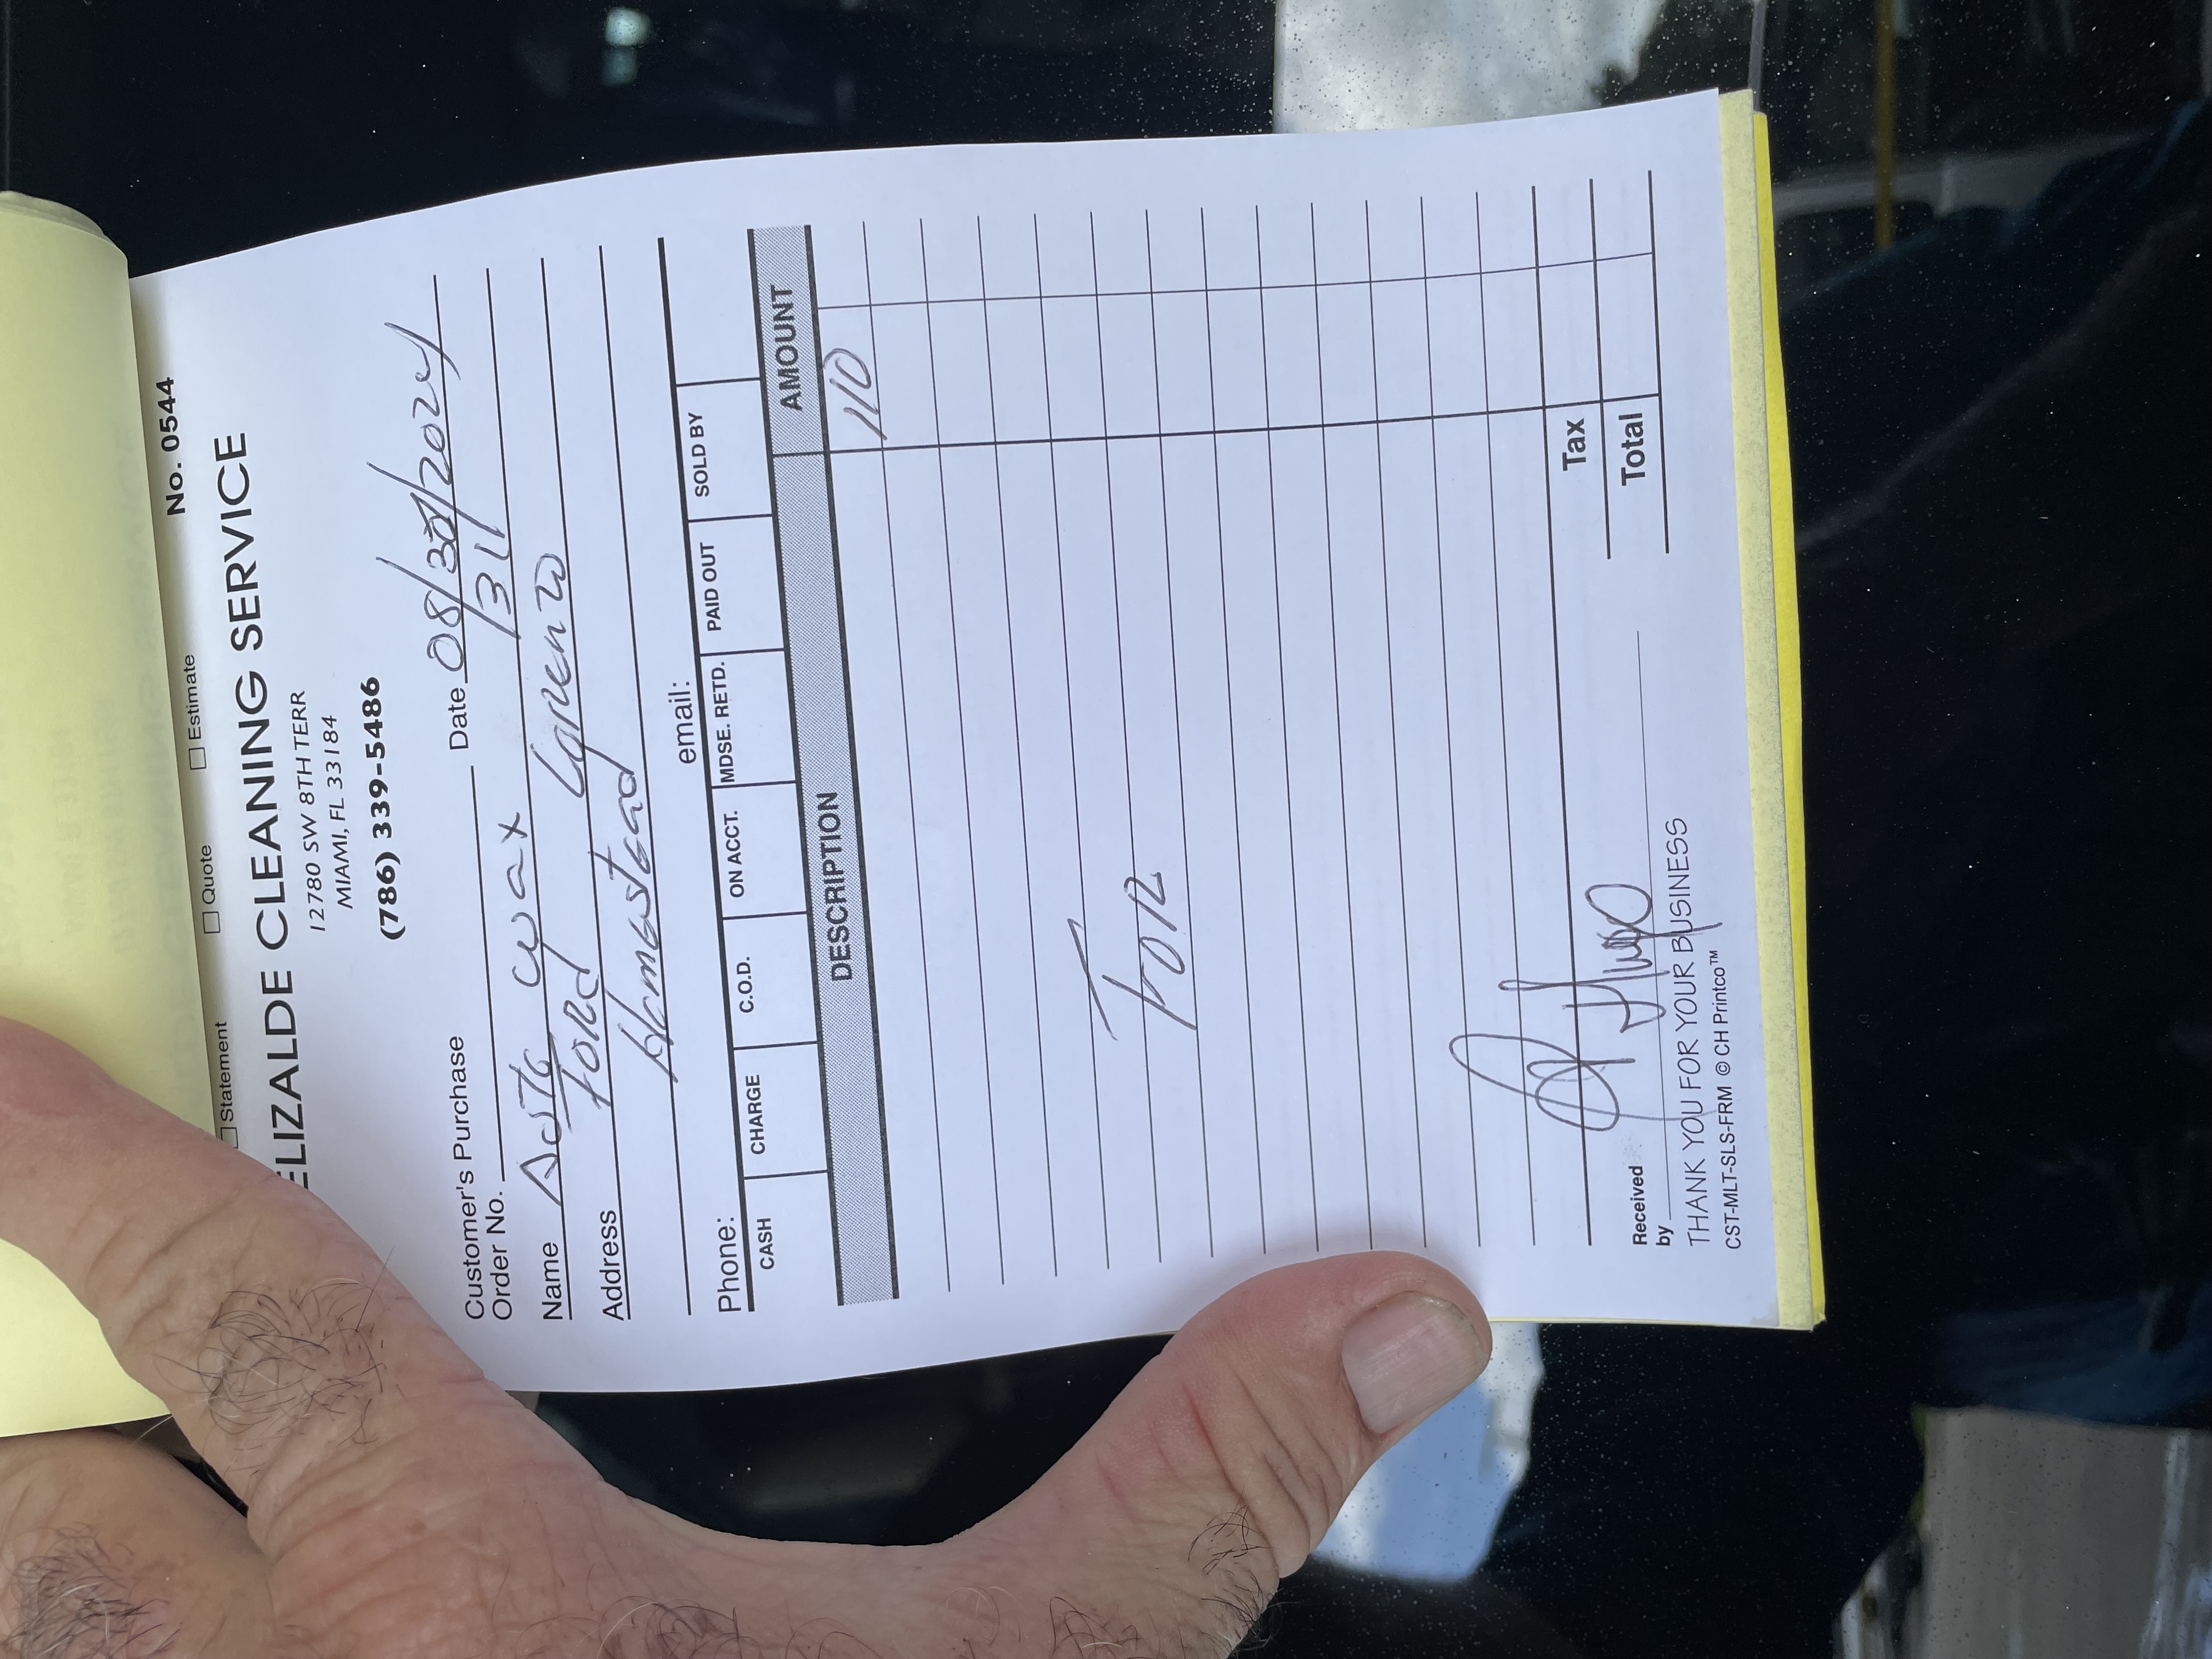 No. 0544
Statement Quote Estimate
ELIZALDE CLEANING SERVICE
12780 SW 8TH TERR
MIAMI, FL 33184
(786) 339-5486
Customer's Purchase
Order No. Date 08/30/2024
1311
Name wax
Address Ford Lorenzo
Homestead
Phone: email:
CASH CHARGE C.O.D. ON ACCT. MDSE. RETD. PAID OUT SOLD BY
DESCRIPTION AMOUNT
110
Tax
Total
Received
by
THANK YOU FOR YOUR BUSINESS
CST-MLT-SLS-FRM © CH Printco™